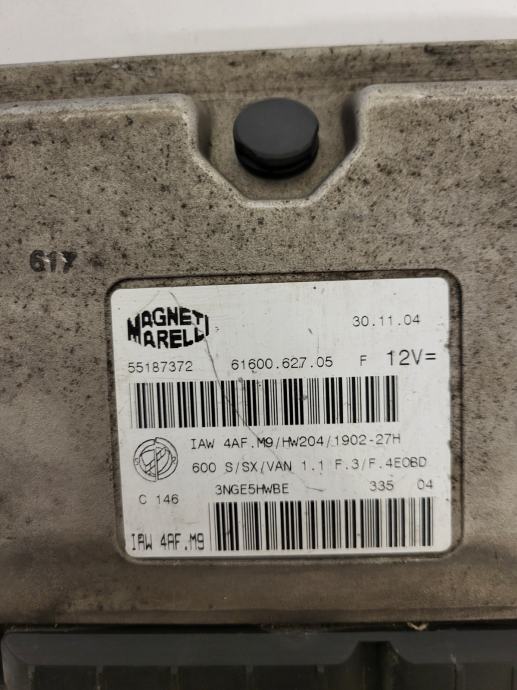 617
MAGNETI
MARELLI
30.11.04
55187372 61600.627.05 F 12V=
IAW 4AF.M9/HW204/1902-27H
600 S/SX/VAN 1.1 F.3/F.4EOBD
C 146 3NGE5HWBE 335 04
IAW 4AF.M9